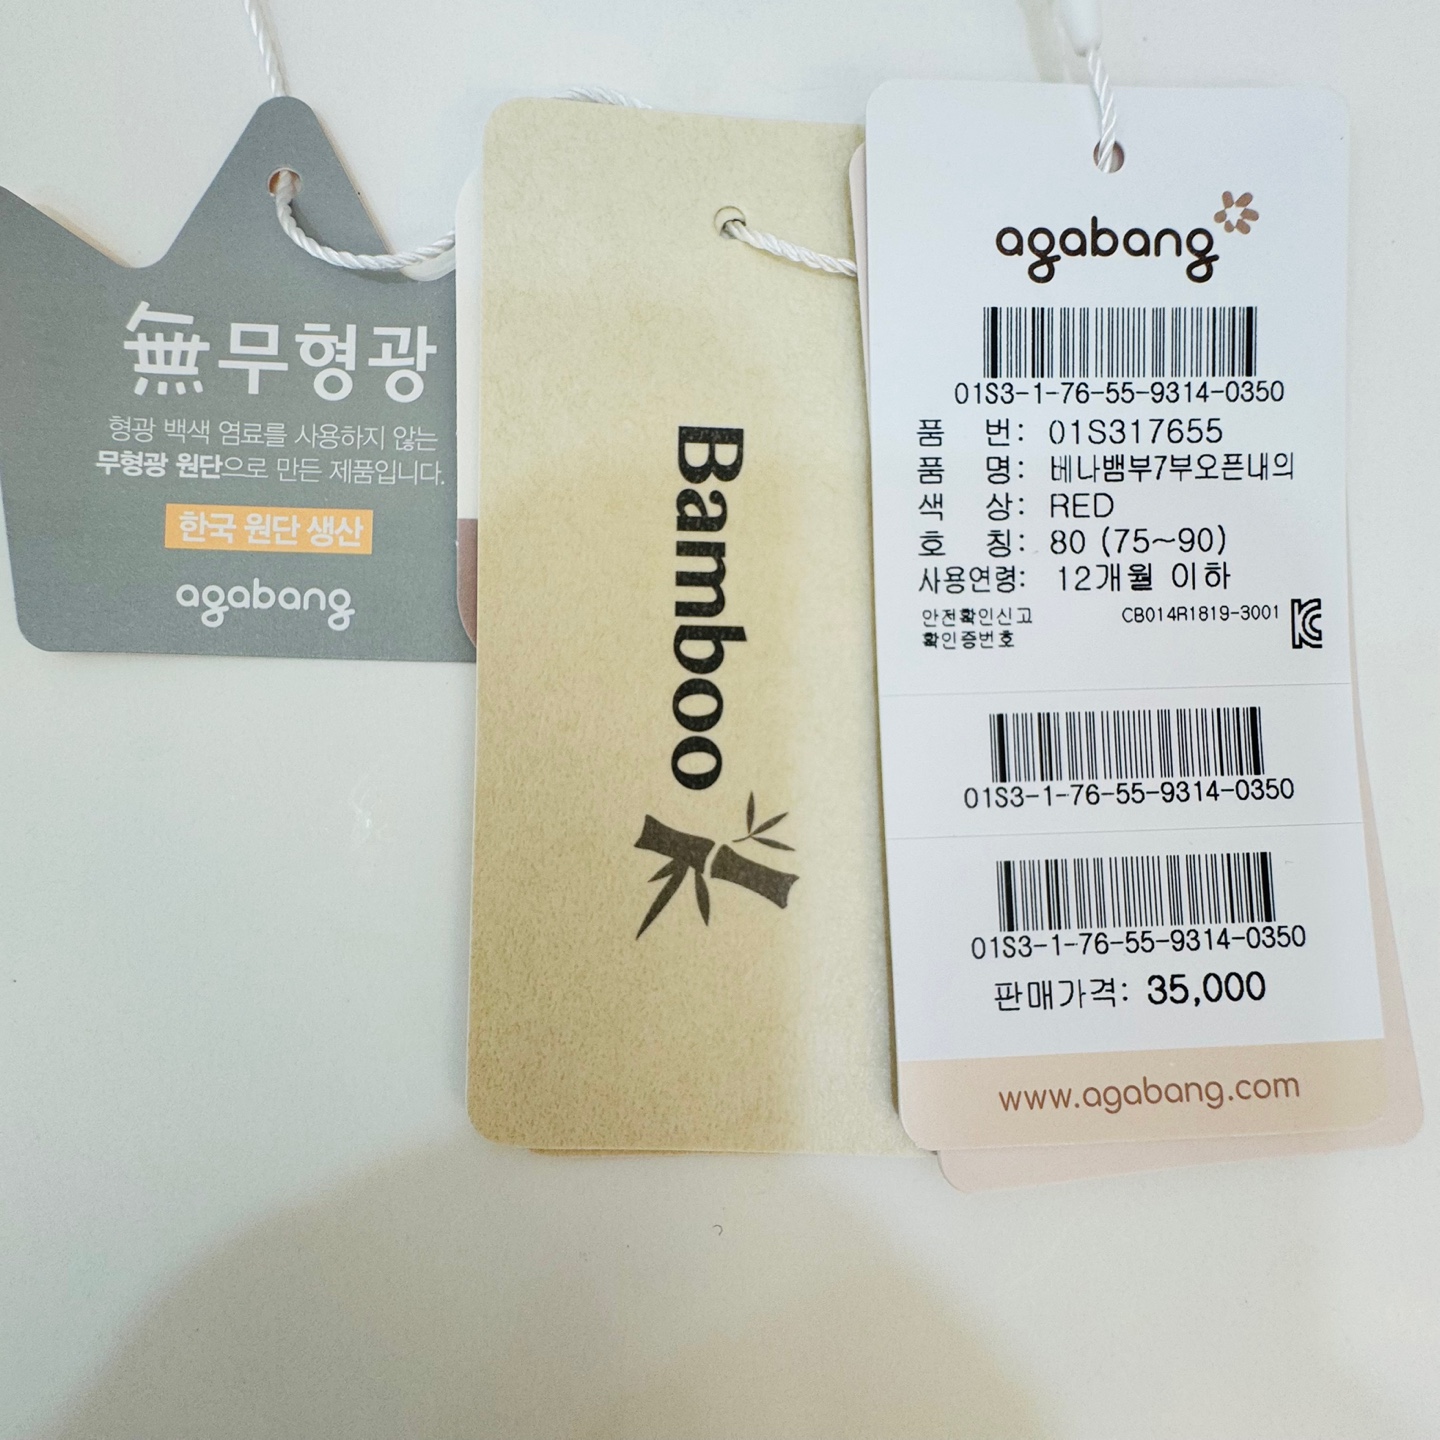 無무형광
형광 백색 염료를 사용하지 않는
무형광 원단으로 만든 제품입니다.
한국 원단 생산
agabang
Bamboo
agabang
01S3-1-76-55-9314-0350
품 번: 01S317655
품 명: 베나뱀부7부오픈내의
색 상: RED
호 칭: 80 (75~90)
사용연령: 12개월 이하
안전확인신고 CB014R1819-3001
확인증번호
01S3-1-76-55-9314-0350
01S3-1-76-55-9314-0350
판매가격: 35,000
www.agabang.com